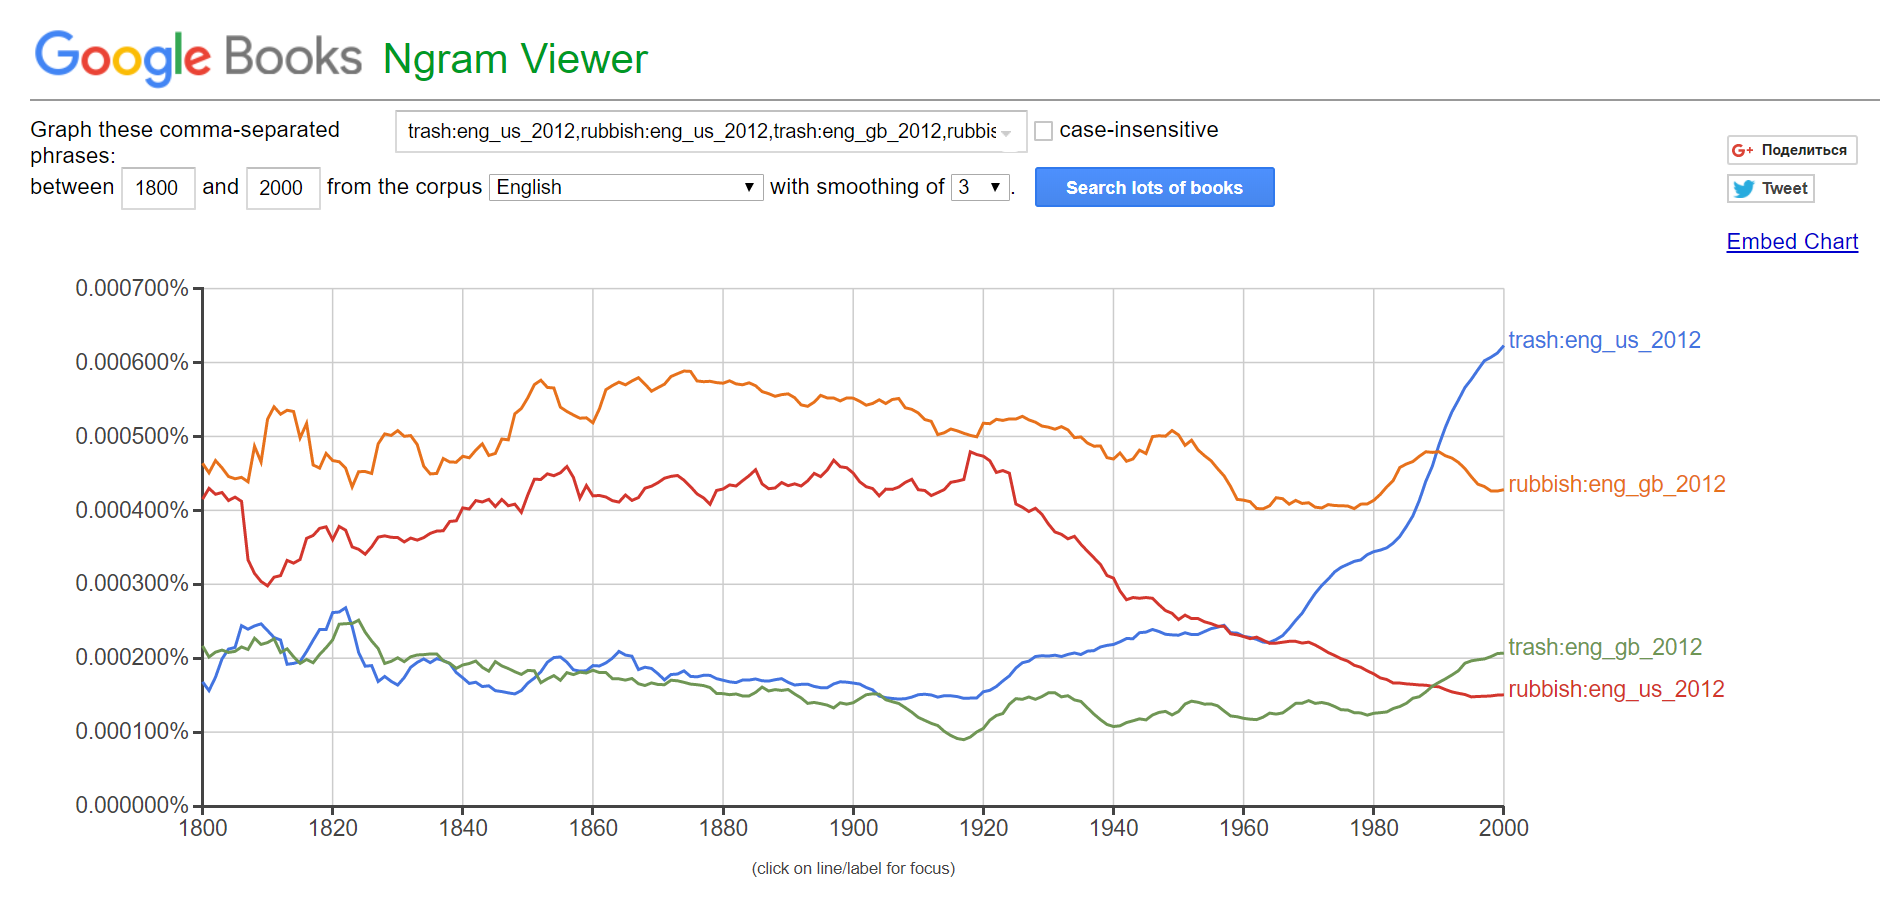 Google Books Ngram Viewer
Graph these comma-separated
phrases:
trash:eng_us_2012,rubbish:eng_us_2012,trash:eng_gb_2012,rubbis
case-insensitive
between 1800 and 2000 from the corpus English with smoothing of 3 .
Search lots of books
G+ Поделиться
Tweet
Embed Chart
0.000700%
0.000600%
0.000500%
0.000400%
0.000300%
0.000200%
0.000100%
0.000000%
trash:eng_us_2012
rubbish:eng_gb_2012
trash:eng_gb_2012
rubbish:eng_us_2012
1800 1820 1840 1860 1880 1900 1920 1940 1960 1980 2000
(click on line/label for focus)